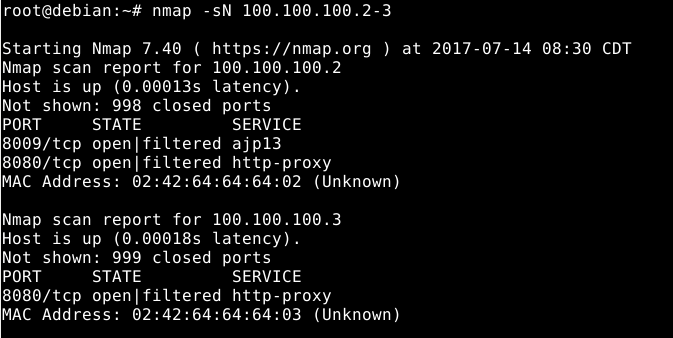 root@debian:~# nmap -sN 100.100.100.2-3
Starting Nmap 7.40 ( https://nmap.org ) at 2017-07-14 08:30 CDT
Nmap scan report for 100.100.100.2
Host is up (0.00013s latency).
Not shown: 998 closed ports
PORT     STATE         SERVICE
8009/tcp open|filtered ajp13
8080/tcp open|filtered http-proxy
MAC Address: 02:42:64:64:64:02 (Unknown)
Nmap scan report for 100.100.100.3
Host is up (0.00018s latency).
Not shown: 999 closed ports
PORT     STATE         SERVICE
8080/tcp open|filtered http-proxy
MAC Address: 02:42:64:64:64:03 (Unknown)